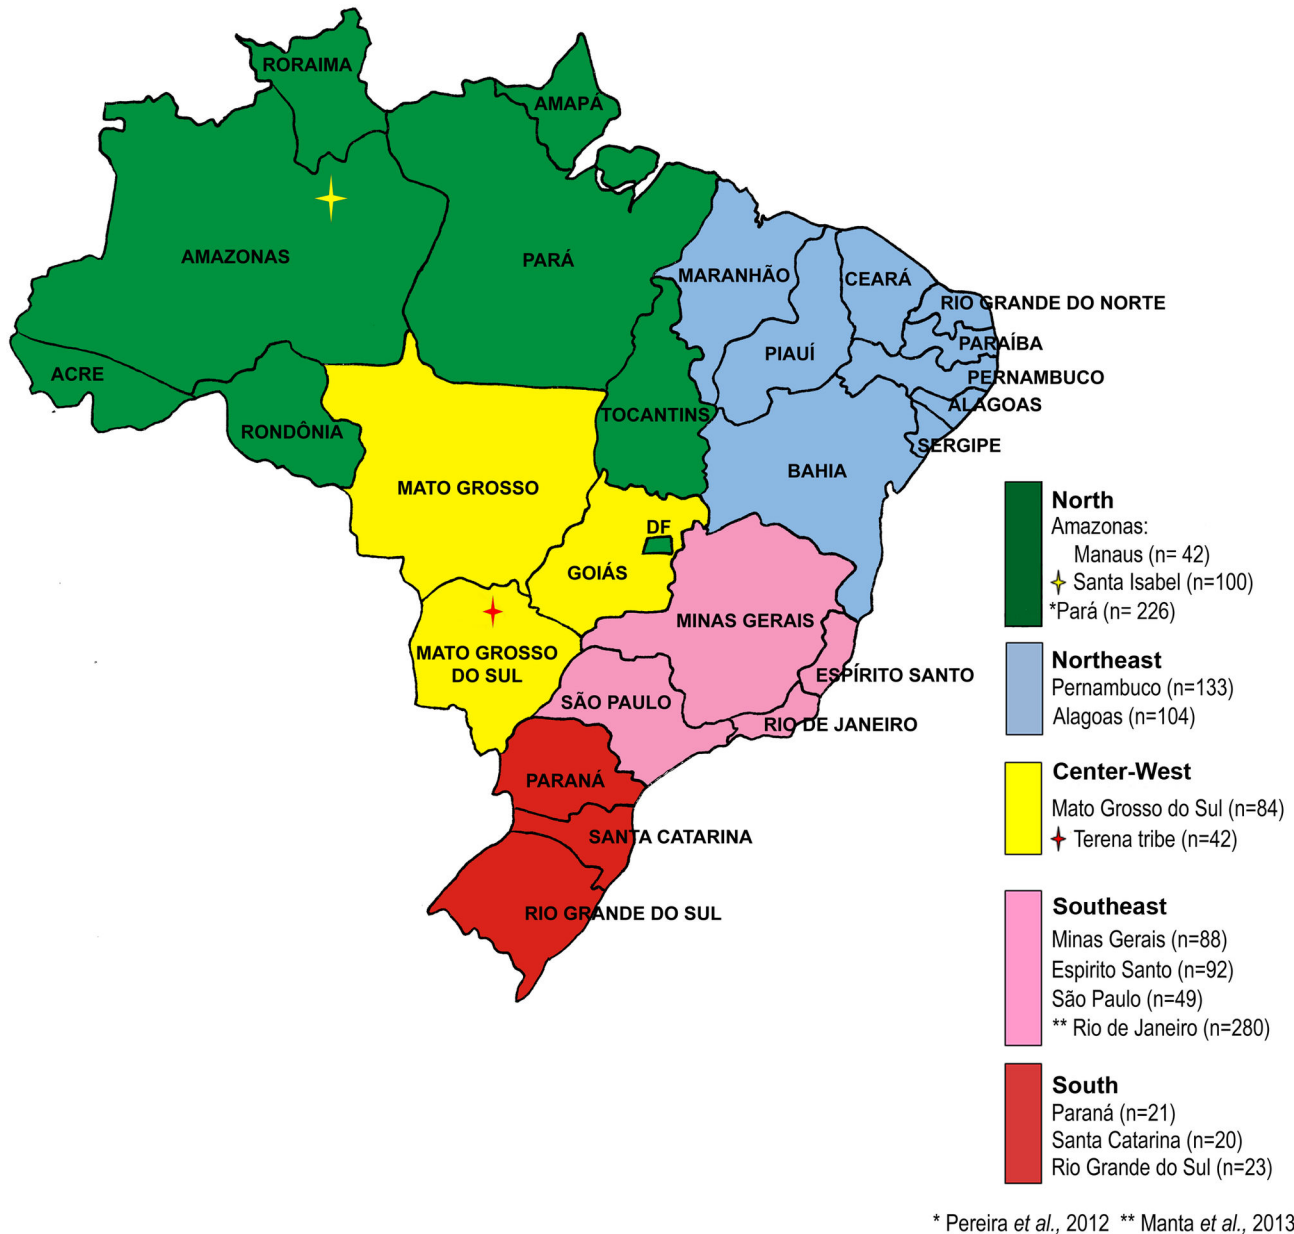 RORAIMA
AMAPÁ
AMAZONAS
PARÁ
MARANHÃO
CEARÁ
RIO GRANDE DO NORTE
PARAÍBA
PIAUÍ
PERNAMBUCO
ACRE
ALAGOAS
TOCANTINS
RONDÔNIA
SERGIPE
BAHIA
MATO GROSSO
DF
GOIÁS
MINAS GERAIS
MATO GROSSO
DO SUL
ESPÍRITO SANTO
SÃO PAULO
RIO DE JANEIRO
PARANÁ
SANTA CATARINA
RIO GRANDE DO SUL
North
Amazonas:
Manaus (n= 42)
Santa Isabel (n=100)
*Pará (n= 226)
Northeast
Pernambuco (n=133)
Alagoas (n=104)
Center-West
Mato Grosso do Sul (n=84)
Terena tribe (n=42)
Southeast
Minas Gerais (n=88)
Espirito Santo (n=92)
São Paulo (n=49)
** Rio de Janeiro (n=280)
South
Paraná (n=21)
Santa Catarina (n=20)
Rio Grande do Sul (n=23)
* Pereira et al., 2012 ** Manta et al., 2013